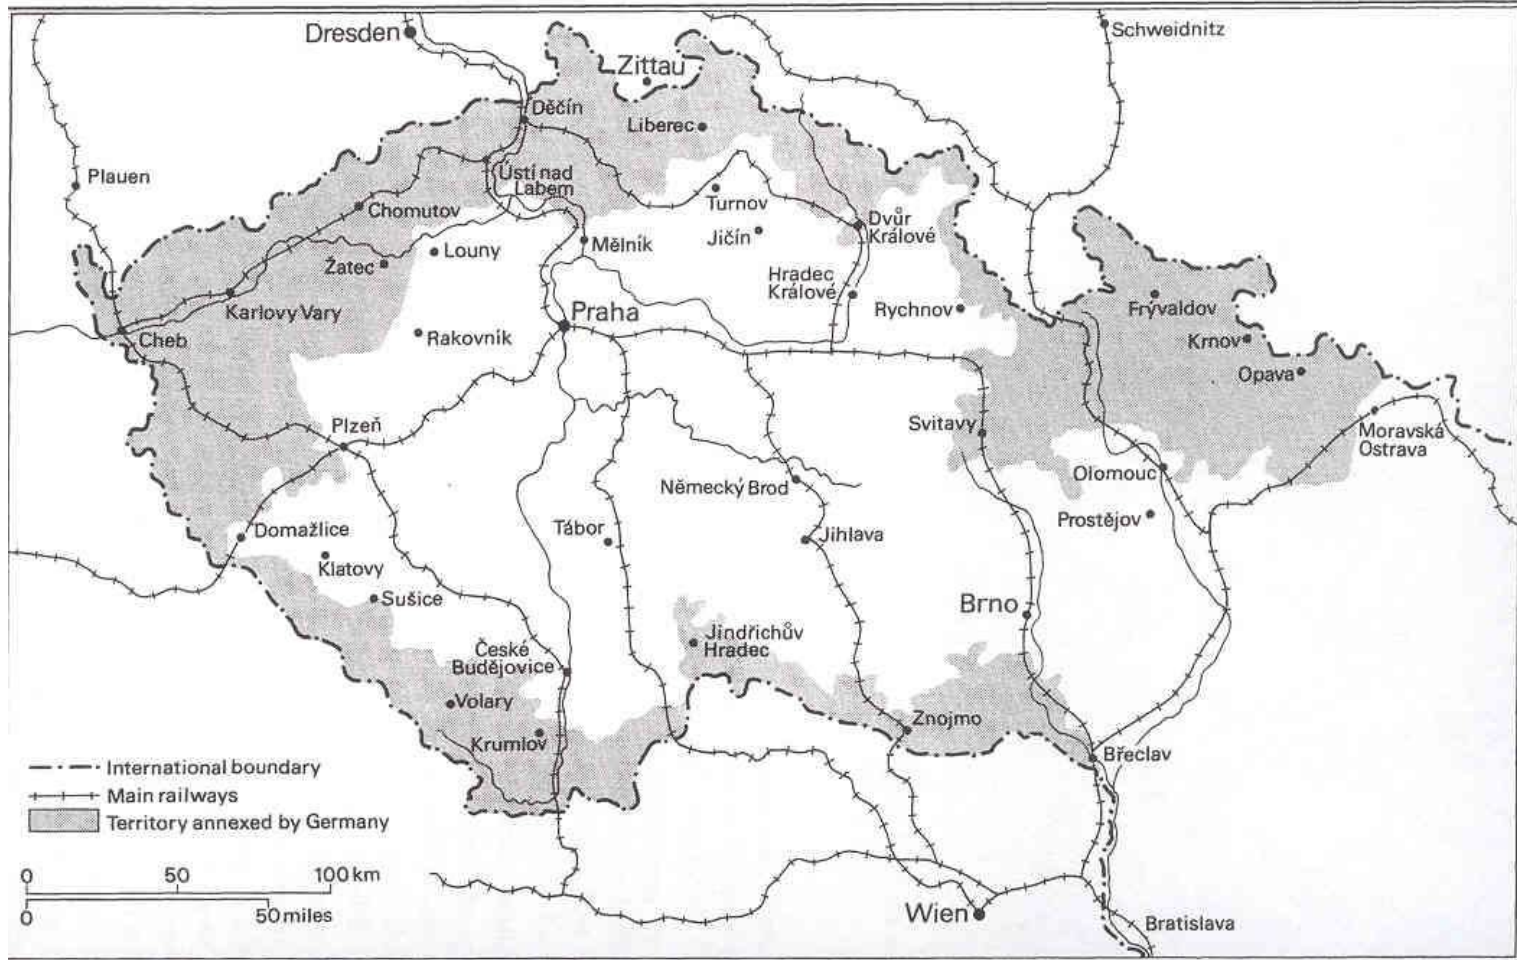 Dresden
Schweidnitz
Zittau
Děčín
Liberec
Plauen
Ústí nad
Labem
Chomutov
Turnov
Dvůr
Králové
Mělník
Jičín
Louny
Žatec
Hradec
Králové
Frývaldov
Karlovy Vary
Praha
Rychnov
Cheb
Rakovník
Krnov
Opava
Plzeň
Svitavy
Moravská
Ostrava
Olomouc
Německý Brod
Domažlice
Tábor
Jihlava
Prostějov
Klatovy
Sušice
Brno
Jindřichův
Hradec
České
Budějovice
Volary
Znojmo
Krumlov
Břeclav
International boundary
Main railways
Territory annexed by Germany
0 50 100 km
0 50 miles
Wien
Bratislava